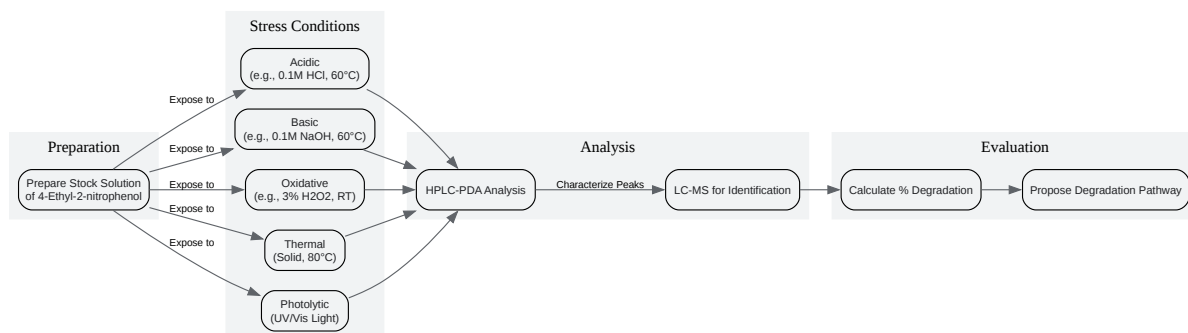 Stress Conditions
Acidic
(e.g., 0.1M HCl, 60°C)
Expose to
Basic
(e.g., 0.1M NaOH, 60°C)
Preparation
Analysis
Evaluation
Expose to
Prepare Stock Solution
of 4-Ethyl-2-nitrophenol
Expose to
Oxidative
(e.g., 3% H2O2, RT)
HPLC-PDA Analysis
Characterize Peaks
LC-MS for Identification
Calculate % Degradation
Propose Degradation Pathway
Expose to
Thermal
(Solid, 80°C)
Expose to
Photolytic
(UV/Vis Light)